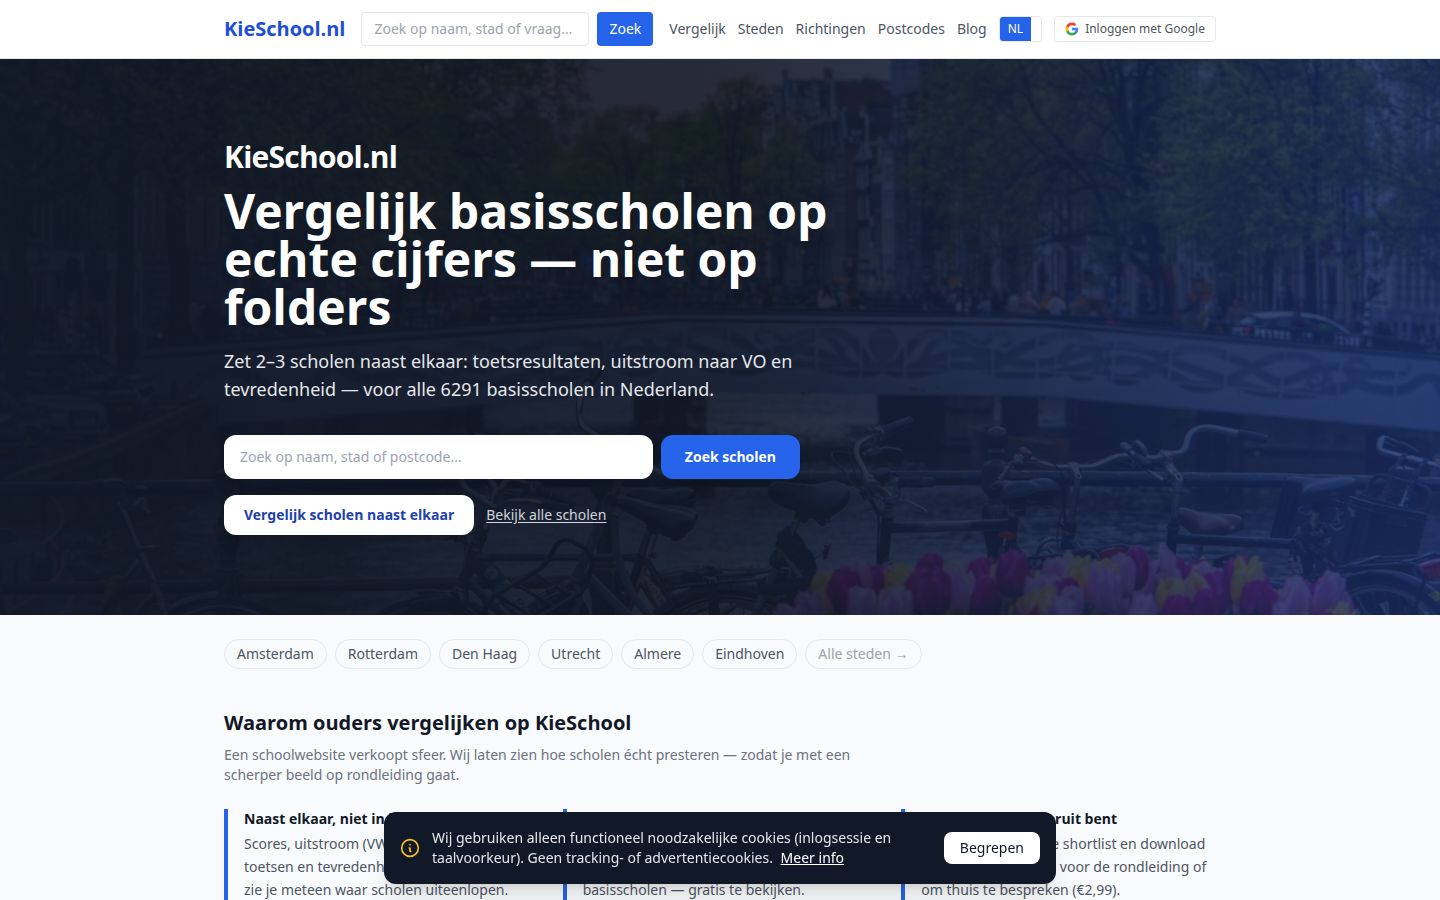 KieSchool.nl
Zoek op naam, stad of vraag...
Zoek
Vergelijk
Steden
Richtingen
Postcodes
Blog
NL
Inloggen met Google
KieSchool.nl
Vergelijk basisscholen op
echte cijfers — niet op
folders
Zet 2–3 scholen naast elkaar: toetsresultaten, uitstroom naar VO en
tevredenheid — voor alle 6291 basisscholen in Nederland.
Zoek op naam, stad of postcode...
Zoek scholen
Vergelijk scholen naast elkaar
Bekijk alle scholen
Amsterdam
Rotterdam
Den Haag
Utrecht
Almere
Eindhoven
Alle steden →
Waarom ouders vergelijken op KieSchool
Een schoolwebsite verkoopt sfeer. Wij laten zien hoe scholen écht presteren — zodat je met een
scherper beeld op rondleiding gaat.
Naast elkaar, niet in
Scores, uitstroom
toetsen en
zie je meteen waar scholen uiteenlopen.
basisscholen — gratis te bekijken.
bent
shortlist en download
voor de rondleiding of
om thuis te bespreken (€2,99).
Wij gebruiken alleen functioneel noodzakelijke cookies (inlogsessie en
taalvoorkeur). Geen tracking- of advertentiecookies. Meer info
Begrepen